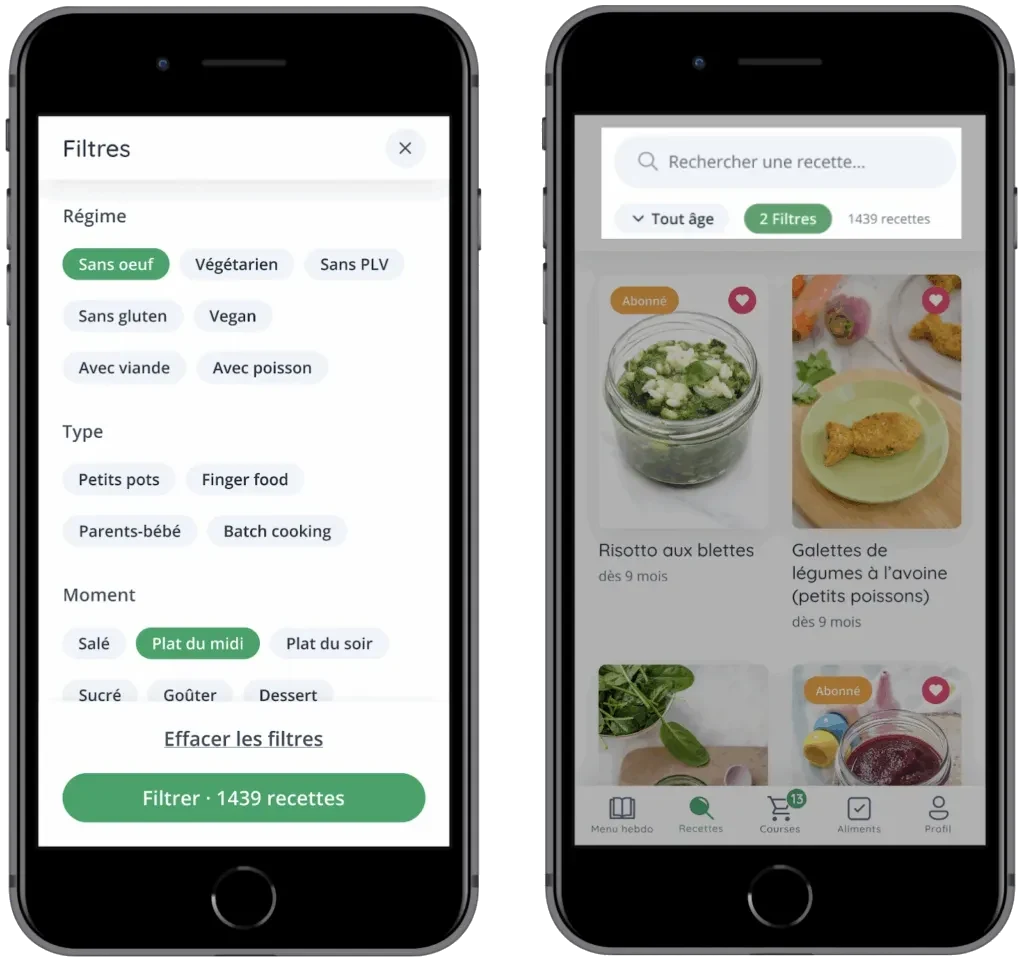 Filtres
Régime
Sans oeuf
Végétarien
Sans PLV
Sans gluten
Vegan
Avec viande
Avec poisson
Type
Petits pots
Finger food
Parents-bébé
Batch cooking
Moment
Salé
Plat du midi
Plat du soir
Sucré
Goûter
Dessert
Effacer les filtres
Filtrer · 1439 recettes
Rechercher une recette...
Tout âge
2 Filtres
1439 recettes
Abonné
Risotto aux blettes
dès 9 mois
Galettes de
légumes à l'avoine
(petits poissons)
dès 9 mois
Abonné
Menu hebdo
Recettes
13
Courses
Aliments
Profil